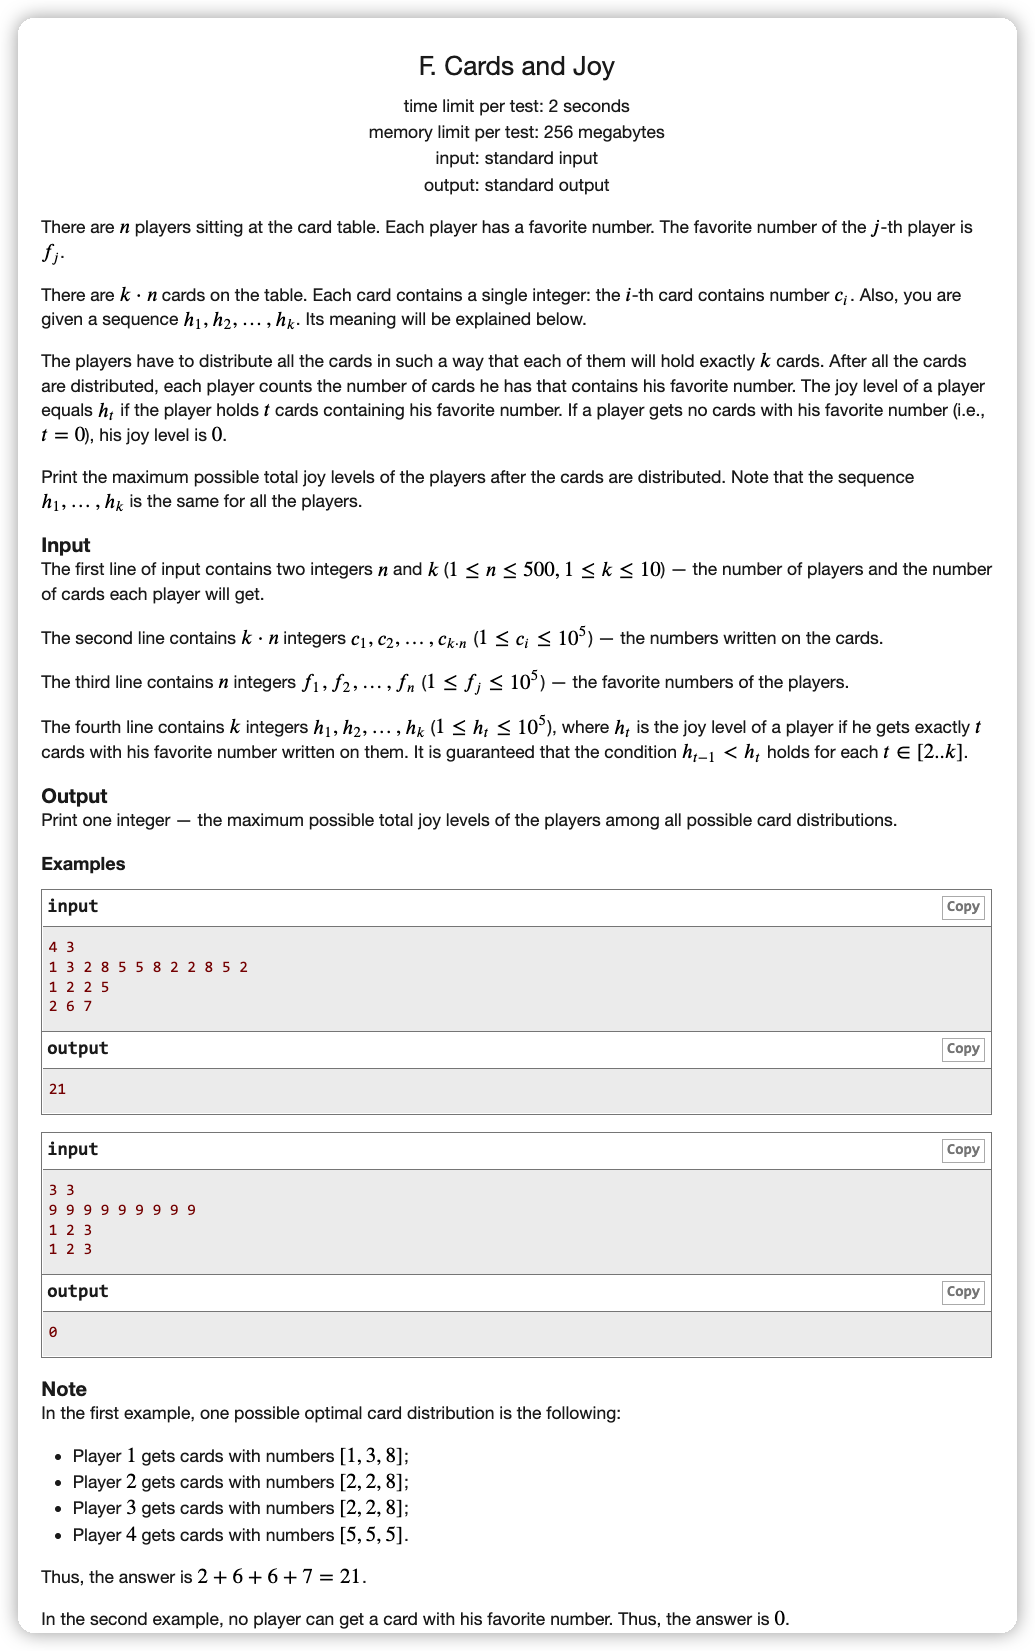 F. Cards and Joy
time limit per test: 2 seconds
memory limit per test: 256 megabytes
input: standard input
output: standard output
There are n players sitting at the card table. Each player has a favorite number. The favorite number of the j-th player is
f_j.
There are k · n cards on the table. Each card contains a single integer: the i-th card contains number c_i. Also, you are
given a sequence h_1, h_2, …, h_k. Its meaning will be explained below.
The players have to distribute all the cards in such a way that each of them will hold exactly k cards. After all the cards
are distributed, each player counts the number of cards he has that contains his favorite number. The joy level of a player
equals h_t if the player holds t cards containing his favorite number. If a player gets no cards with his favorite number (i.e.,
t = 0), his joy level is 0.
Print the maximum possible total joy levels of the players after the cards are distributed. Note that the sequence
h_1, …, h_k is the same for all the players.
Input
The first line of input contains two integers n and k (1 ≤ n ≤ 500, 1 ≤ k ≤ 10) — the number of players and the number
of cards each player will get.
The second line contains k · n integers c_1, c_2, …, c_{k·n} (1 ≤ c_i ≤ 10^5) — the numbers written on the cards.
The third line contains n integers f_1, f_2, …, f_n (1 ≤ f_j ≤ 10^5) — the favorite numbers of the players.
The fourth line contains k integers h_1, h_2, …, h_k (1 ≤ h_t ≤ 10^5), where h_t is the joy level of a player if he gets exactly t
cards with his favorite number written on them. It is guaranteed that the condition h_{t−1} < h_t holds for each t ∈ [2..k].
Output
Print one integer — the maximum possible total joy levels of the players among all possible card distributions.
Examples
input Copy
4 3
1 3 2 8 5 5 8 2 2 8 5 2
1 2 2 5
2 6 7
output Copy
21
input Copy
3 3
9 9 9 9 9 9 9 9 9
1 2 3
1 2 3
output Copy
0
Note
In the first example, one possible optimal card distribution is the following:
• Player 1 gets cards with numbers [1, 3, 8];
• Player 2 gets cards with numbers [2, 2, 8];
• Player 3 gets cards with numbers [2, 2, 8];
• Player 4 gets cards with numbers [5, 5, 5].
Thus, the answer is 2 + 6 + 6 + 7 = 21.
In the second example, no player can get a card with his favorite number. Thus, the answer is 0.